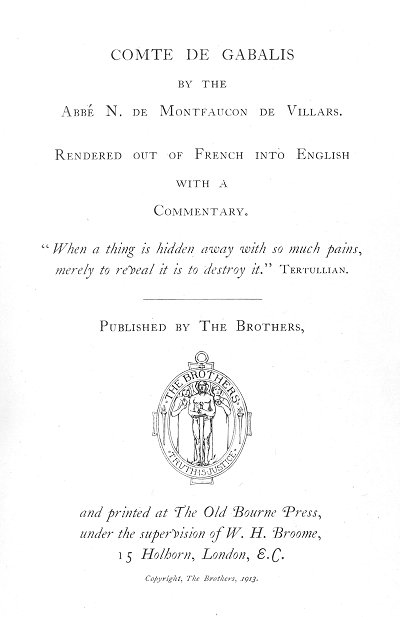 COMTE DE GABALIS
BY THE
ABBÉ N. DE MONTFAUCON DE VILLARS.
RENDERED OUT OF FRENCH INTO ENGLISH
WITH A
COMMENTARY.
“When a thing is hidden away with so much pains,
merely to reveal it is to destroy it.” TERTULLIAN.
PUBLISHED BY THE BROTHERS,
·THE BROTHERS·
·TRUTH IS JUSTICE·
and printed at The Old Bourne Press,
under the supervision of W. H. Broome,
15 Holborn, London, E.C.
Copyright, The Brothers, 1913.